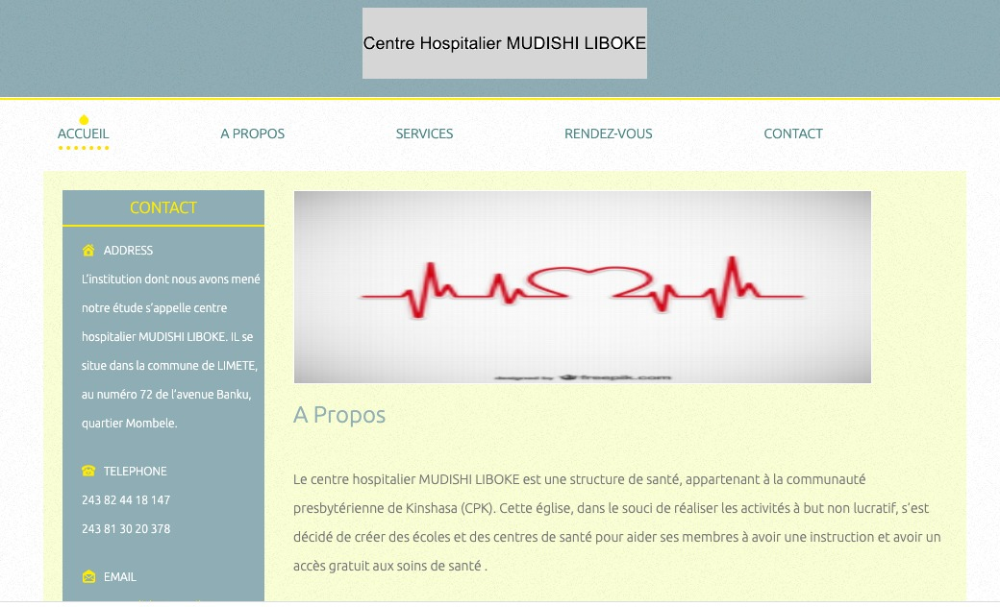 Centre Hospitalier MUDISHI LIBOKE
ACCUEIL
A PROPOS
SERVICES
RENDEZ-VOUS
CONTACT
CONTACT
ADDRESS
L'institution dont nous avons mené
notre étude s'appelle centre
hospitalier MUDISHI LIBOKE. IL se
situe dans la commune de LIMETE,
au numéro 72 de l'avenue Banku,
quartier Mombele.
TELEPHONE
243 82 44 18 147
243 81 30 20 378
EMAIL
designed by freepik.com
A Propos
Le centre hospitalier MUDISHI LIBOKE est une structure de santé, appartenant à la communauté
presbytérienne de Kinshasa (CPK). Cette église, dans le souci de réaliser les activités à but non lucratif, s'est
décidé de créer des écoles et des centres de santé pour aider ses membres à avoir une instruction et avoir un
accès gratuit aux soins de santé .